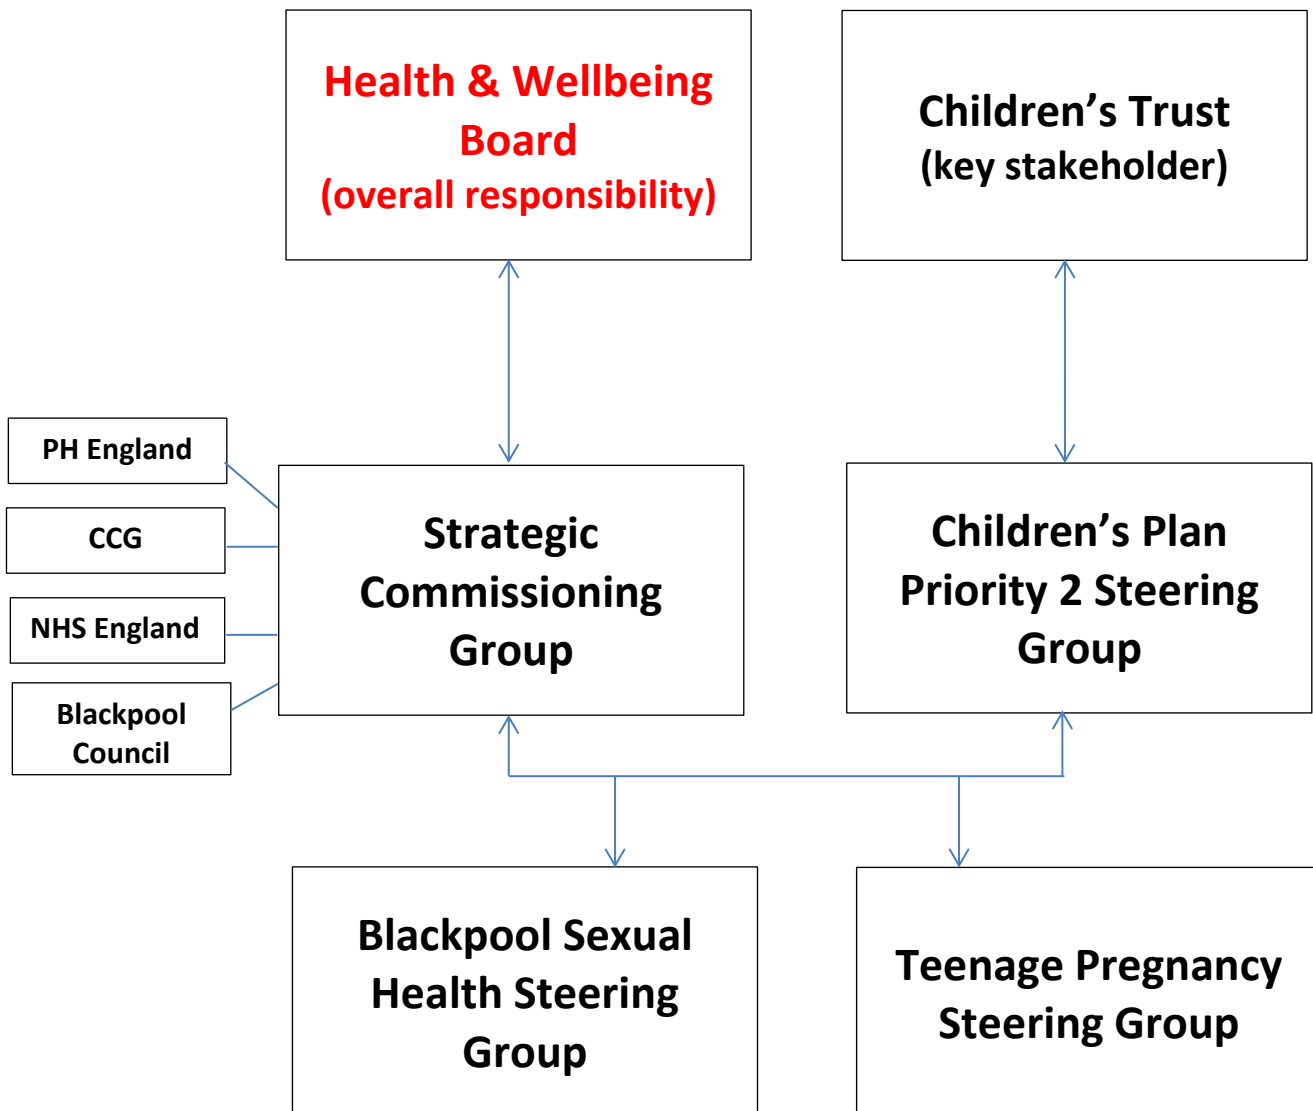 Health & Wellbeing
Board
(overall responsibility)
Children’s Trust
(key stakeholder)
PH England
CCG
NHS England
Blackpool
Council
Strategic
Commissioning
Group
Children’s Plan
Priority 2 Steering
Group
Blackpool Sexual
Health Steering
Group
Teenage Pregnancy
Steering Group